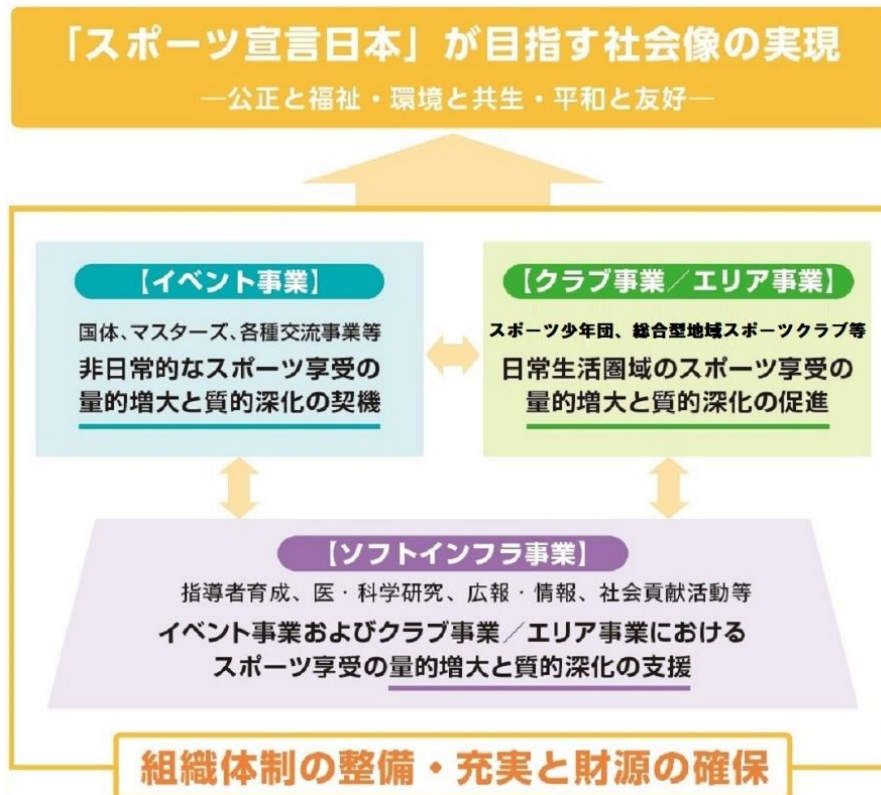 「スポーツ宣言日本」が目指す社会像の実現
―公正と福祉・環境と共生・平和と友好―
【イベント事業】
国体、マスターズ、各種交流事業等
非日常的なスポーツ享受の
量的増大と質的深化の契機
【クラブ事業／エリア事業】
スポーツ少年団、総合型地域スポーツクラブ等
日常生活圏域のスポーツ享受の
量的増大と質的深化の促進
【ソフトインフラ事業】
指導者育成、医・科学研究、広報・情報、社会貢献活動等
イベント事業およびクラブ事業／エリア事業における
スポーツ享受の量的増大と質的深化の支援
組織体制の整備・充実と財源の確保